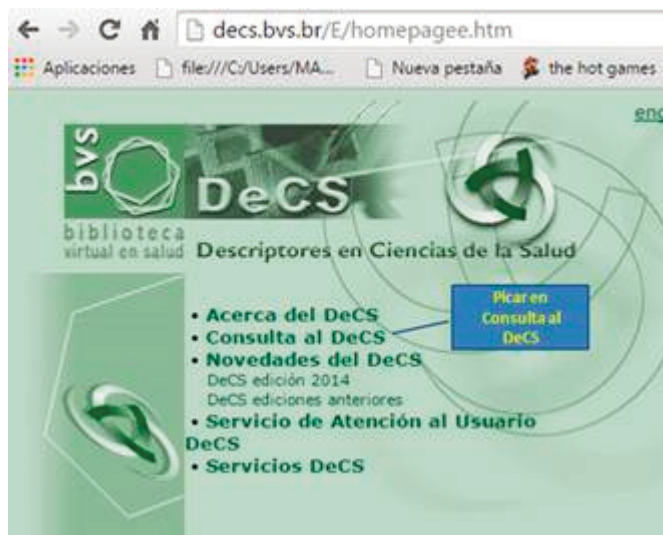 decs.bvs.br/E/homepagee.htm
Aplicaciones file:///C:/Users/MA... Nueva pestaña the hot games
eng
bvs
DeCS
biblioteca
virtual en salud
Descriptores en Ciencias de la Salud
Picar en
Consulta al
DeCS
• Acerca del DeCS
• Consulta al DeCS
• Novedades del DeCS
DeCS edición 2014
DeCS ediciones anteriores
• Servicio de Atención al Usuario
DeCS
• Servicios DeCS